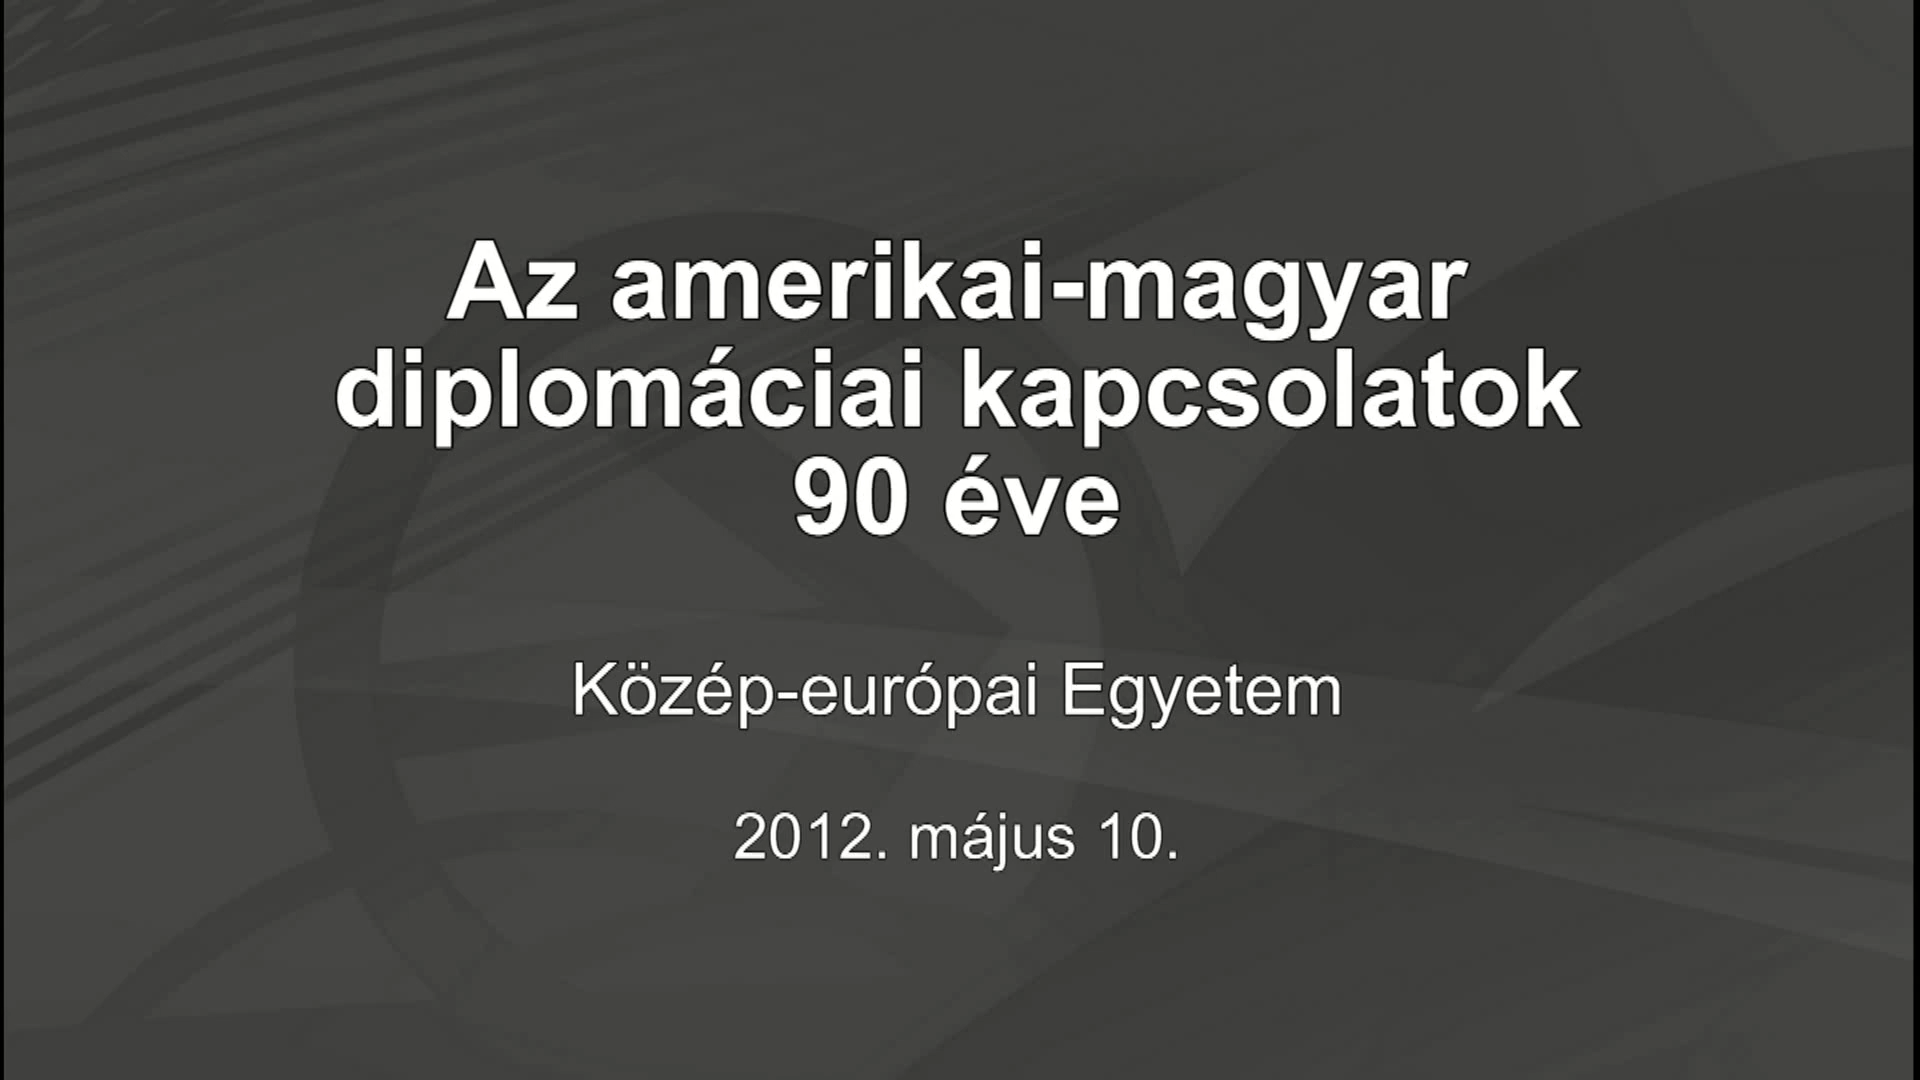 Az amerikai-magyar
diplomáciai kapcsolatok
90 éve
Közép-európai Egyetem
2012. május 10.